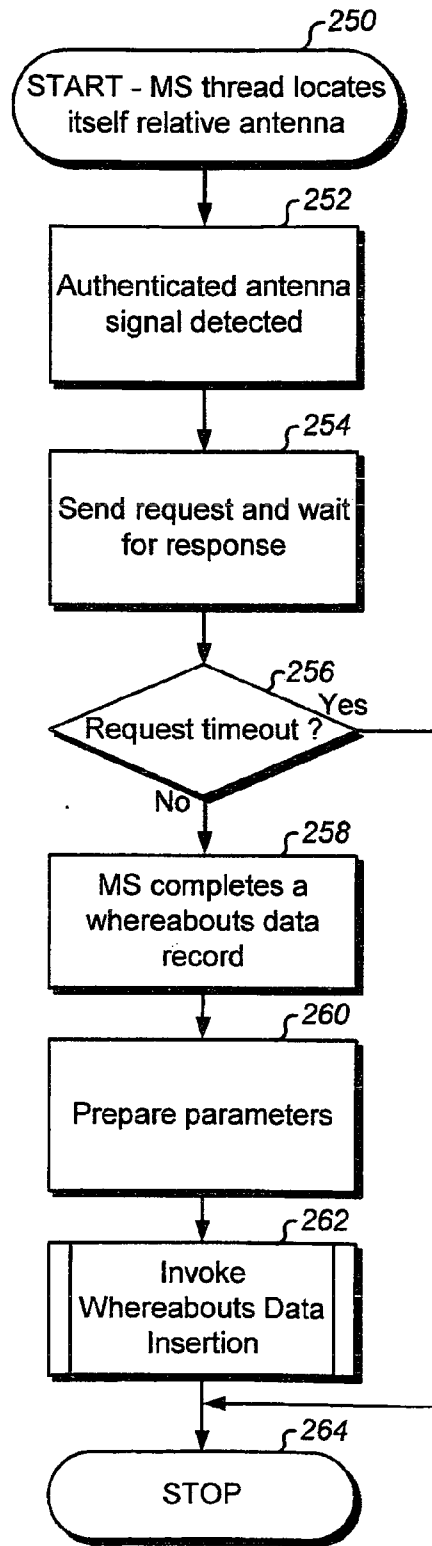 250
START - MS thread locates
itself relative antenna
252
Authenticated antenna
signal detected
254
Send request and wait
for response
256
Request timeout ?
Yes
No
258
MS completes a
whereabouts data
record
260
Prepare parameters
262
Invoke
Whereabouts Data
Insertion
264
STOP